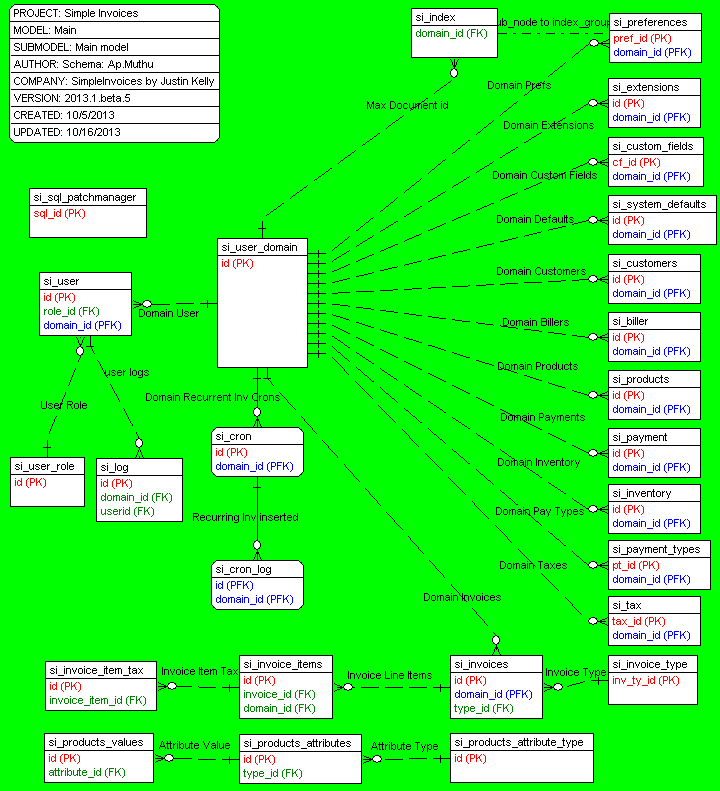 PROJECT: Simple Invoices
MODEL: Main
SUBMODEL: Main model
AUTHOR: Schema: Ap.Muthu
COMPANY: SimpleInvoices by Justin Kelly
VERSION: 2013.1.beta.5
CREATED: 10/5/2013
UPDATED: 10/16/2013
si_index
domain_id (FK)
ub_node to index_group
si_preferences
pref_id (PK)
domain_id (PFK)
Domain Prefs
Max Document id
si_extensions
id (PK)
domain_id (PFK)
Domain Extensions
si_custom_fields
cf_id (PK)
domain_id (PFK)
Domain Custom Fields
si_sql_patchmanager
sql_id (PK)
si_system_defaults
id (PK)
domain_id (PFK)
Domain Defaults
si_user_domain
id (PK)
si_customers
id (PK)
domain_id (PFK)
Domain Customers
si_user
id (PK)
role_id (FK)
domain_id (PFK)
Domain User
si_biller
id (PK)
domain_id (PFK)
Domain Billers
user logs
User Role
si_products
id (PK)
domain_id (PFK)
Domain Products
Domain Recurrent Inv Crons
si_payment
id (PK)
domain_id (PFK)
Domain Payments
si_cron
id (PK)
domain_id (PFK)
si_user_role
id (PK)
si_log
id (PK)
domain_id (FK)
userid (FK)
Domain Inventory
si_inventory
id (PK)
domain_id (PFK)
Recurring Inv inserted
Domain Pay Types
si_payment_types
pt_id (PK)
domain_id (PFK)
si_cron_log
id (PFK)
domain_id (PFK)
Domain Taxes
si_tax
tax_id (PK)
domain_id (PFK)
Domain Invoices
si_invoice_item_tax
id (PK)
invoice_item_id (FK)
Invoice Item Tax
si_invoice_items
id (PK)
invoice_id (FK)
domain_id (FK)
Invoice Line Items
si_invoices
id (PK)
domain_id (PFK)
type_id (FK)
Invoice Type
si_invoice_type
inv_ty_id (PK)
si_products_values
id (PK)
attribute_id (FK)
Attribute Value
si_products_attributes
id (PK)
type_id (FK)
Attribute Type
si_products_attribute_type
id (PK)